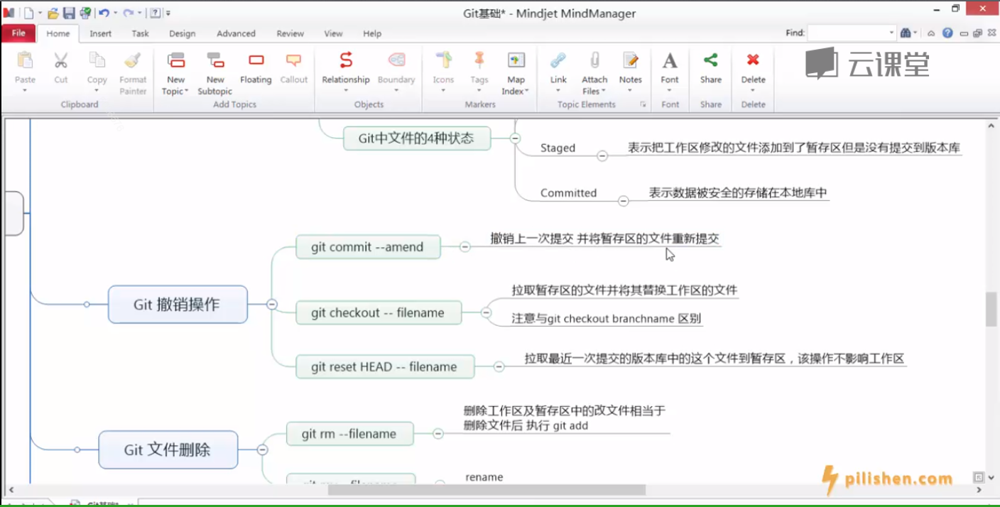 Git基础* - Mindjet MindManager
File Home Insert Task Design Advanced Review View Help Find:
Paste Cut Copy Format Painter
New Topic New Subtopic Floating Callout
Relationship Boundary
Icons Tags Map Index
Link Attach Files Notes
Font Share Delete
Clipboard Add Topics Objects Markers Topic Elements Font Share Delete
云课堂
Git中文件的4种状态
Staged 表示把工作区修改的文件添加到了暂存区但是没有提交到版本库
Committed 表示数据被安全的存储在本地库中
Git 撤销操作
git commit --amend 撤销上一次提交 并将暂存区的文件重新提交
git checkout -- filename 拉取暂存区的文件并将其替换工作区的文件
注意与git checkout branchname 区别
git reset HEAD -- filename 拉取最近一次提交的版本库中的这个文件到暂存区，该操作不影响工作区
Git 文件删除
git rm --filename 删除工作区及暂存区中的改文件相当于
删除文件后 执行 git add
rename
pilishen.com
Git基础*